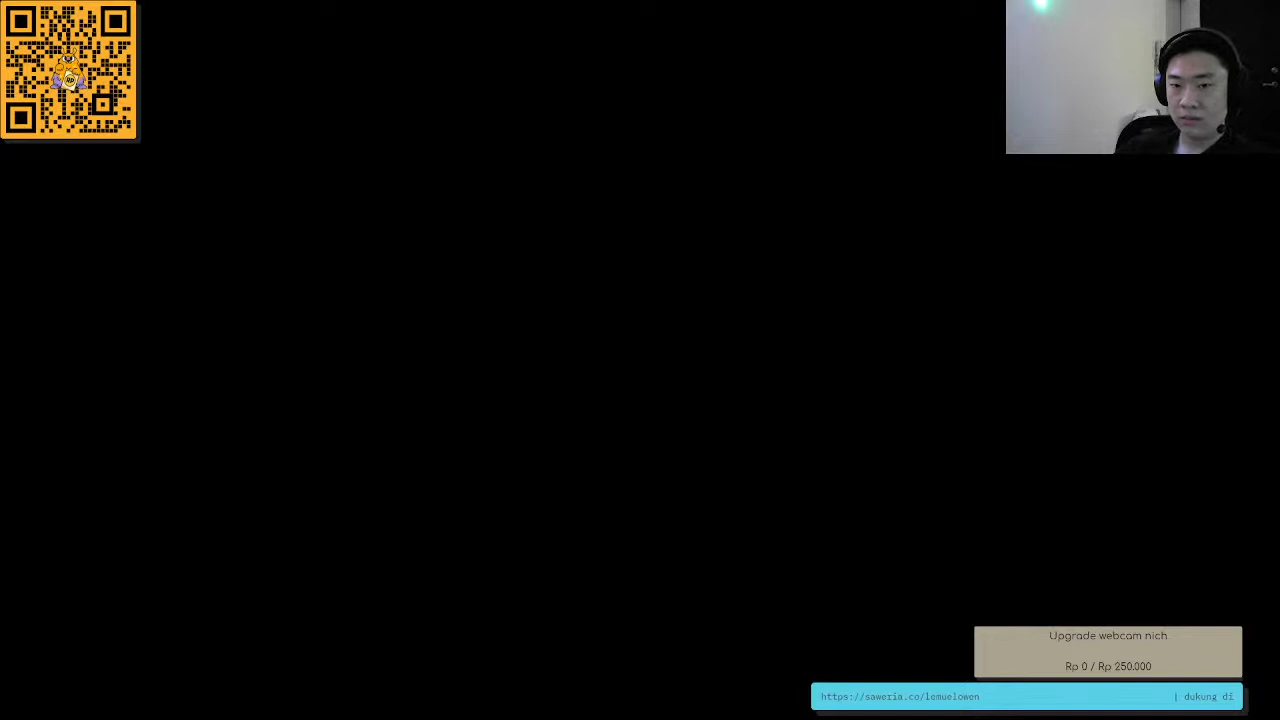 Upgrade webcam nich
Rp 0 / Rp 250.000
https://saweria.co/lemuelowen | dukung di